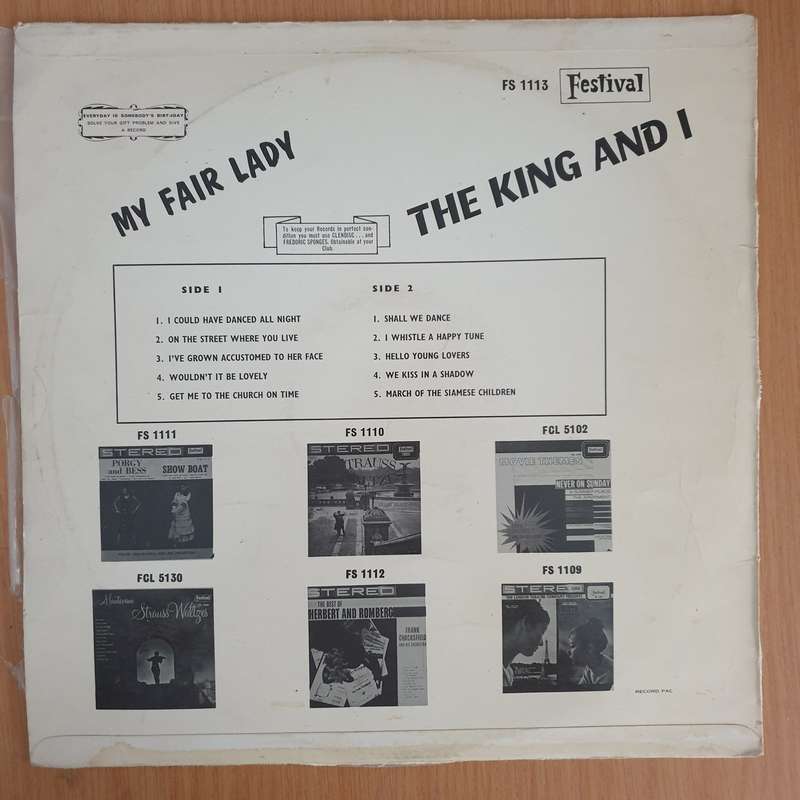 FS 1113 Festival
EVERYDAY IS SOMEBODY'S BIRTHDAY
SOLVE YOUR GIFT PROBLEM AND GIVE
A RECORD
MY FAIR LADY
THE KING AND I
To keep your Records in perfect con-
dition you must use CLENDISC . . . and
FREDORIC SPONGES. Obtainable at your
Club.
SIDE 1
1. I COULD HAVE DANCED ALL NIGHT
2. ON THE STREET WHERE YOU LIVE
3. I'VE GROWN ACCUSTOMED TO HER FACE
4. WOULDN'T IT BE LOVELY
5. GET ME TO THE CHURCH ON TIME
SIDE 2
1. SHALL WE DANCE
2. I WHISTLE A HAPPY TUNE
3. HELLO YOUNG LOVERS
4. WE KISS IN A SHADOW
5. MARCH OF THE SIAMESE CHILDREN
FS 1111
STEREO
PORGY
and BESS
SHOW BOAT
FS 1110
STEREO
STRAUSS
FCL 5102
MOVIE THEMES
NEVER ON SUNDAY
FCL 5130
Mantovani
Strauss Waltzes
FS 1112
STEREO
THE BEST OF
HERBERT AND ROMBERG
FRANK
CHACKSFIELD
AND HIS ORCHESTRA
FS 1109
STEREO
RECORD PAC